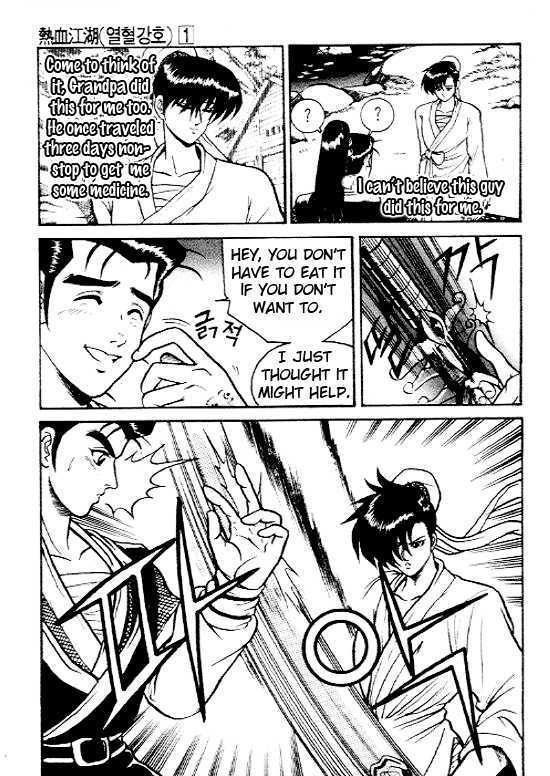 熱血江湖(열혈강호) 1
Come to think of
it, Grandpa did
this for me too.
He once traveled
three days non-
stop to get me
some medicine.
?
?
I can't believe this guy
did this for me.
HEY, YOU DON'T
HAVE TO EAT IT
IF YOU DON'T
WANT TO.
I JUST
THOUGHT IT
MIGHT HELP.
긁적
파
악